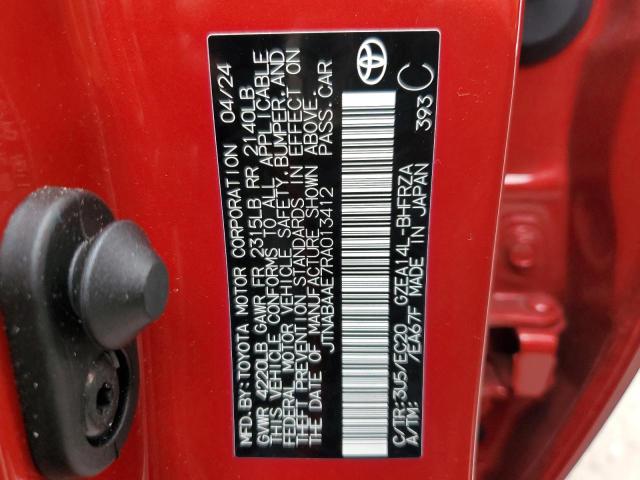 MFD. BY: TOYOTA MOTOR CORPORATION 04/24
GVWR 4220LB GAWR FR 2315LB RR 2140LB
THIS VEHICLE CONFORMS TO ALL APPLICABLE
FEDERAL MOTOR VEHICLE SAFETY, BUMPER, AND
THEFT PREVENTION STANDARDS IN EFFECT ON
THE DATE OF MANUFACTURE SHOWN ABOVE.
JTNABAAE7RA013412 PASS. CAR
C/TR: 3U5/EC20 GZEA14L-BHFRZA
A/TM: 7EA67F MADE IN JAPAN 393 C